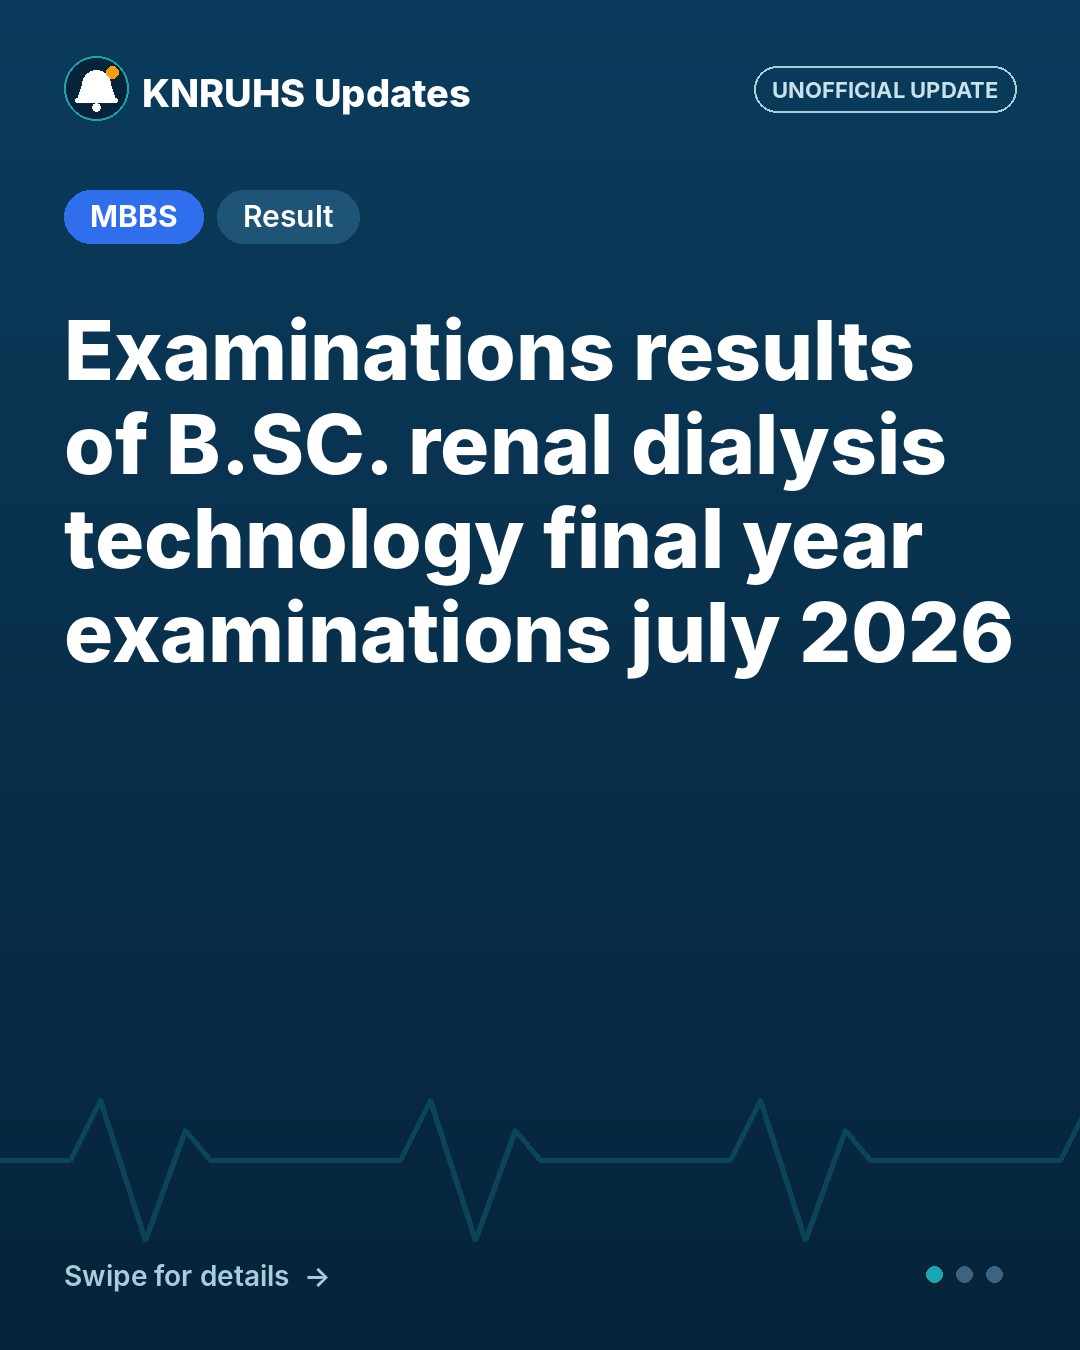 KNRUHS Updates
UNOFFICIAL UPDATE
MBBS
Result
Examinations results
of B.SC. renal dialysis
technology final year
examinations july 2026
Swipe for details →